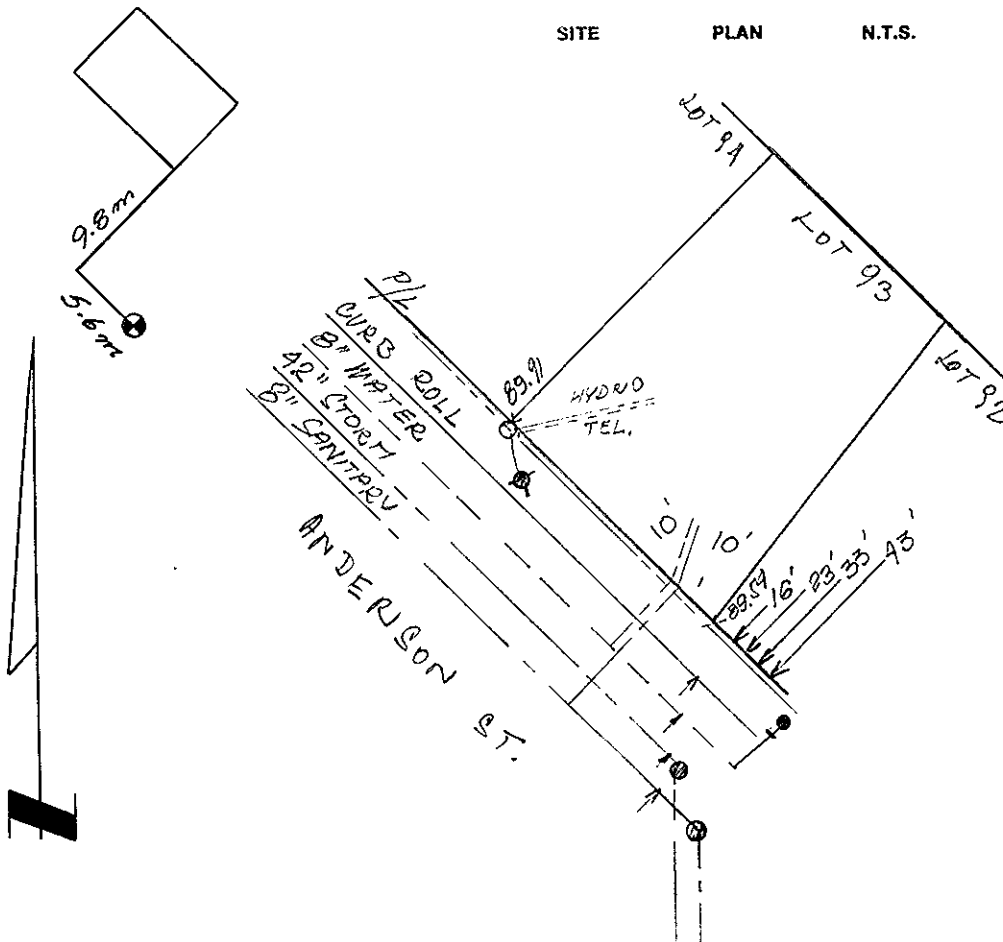 SITE PLAN N.T.S.
9.8m
5.6m
LOT 94
LOT 93
LOT 92
P/L
CURB ROLL
8" WATER
42" STORM
8" SANITARY
89.91
HYDRO
TEL.
ANDERSON ST.
10'
10'
89.59
16'
23'
33'
43'